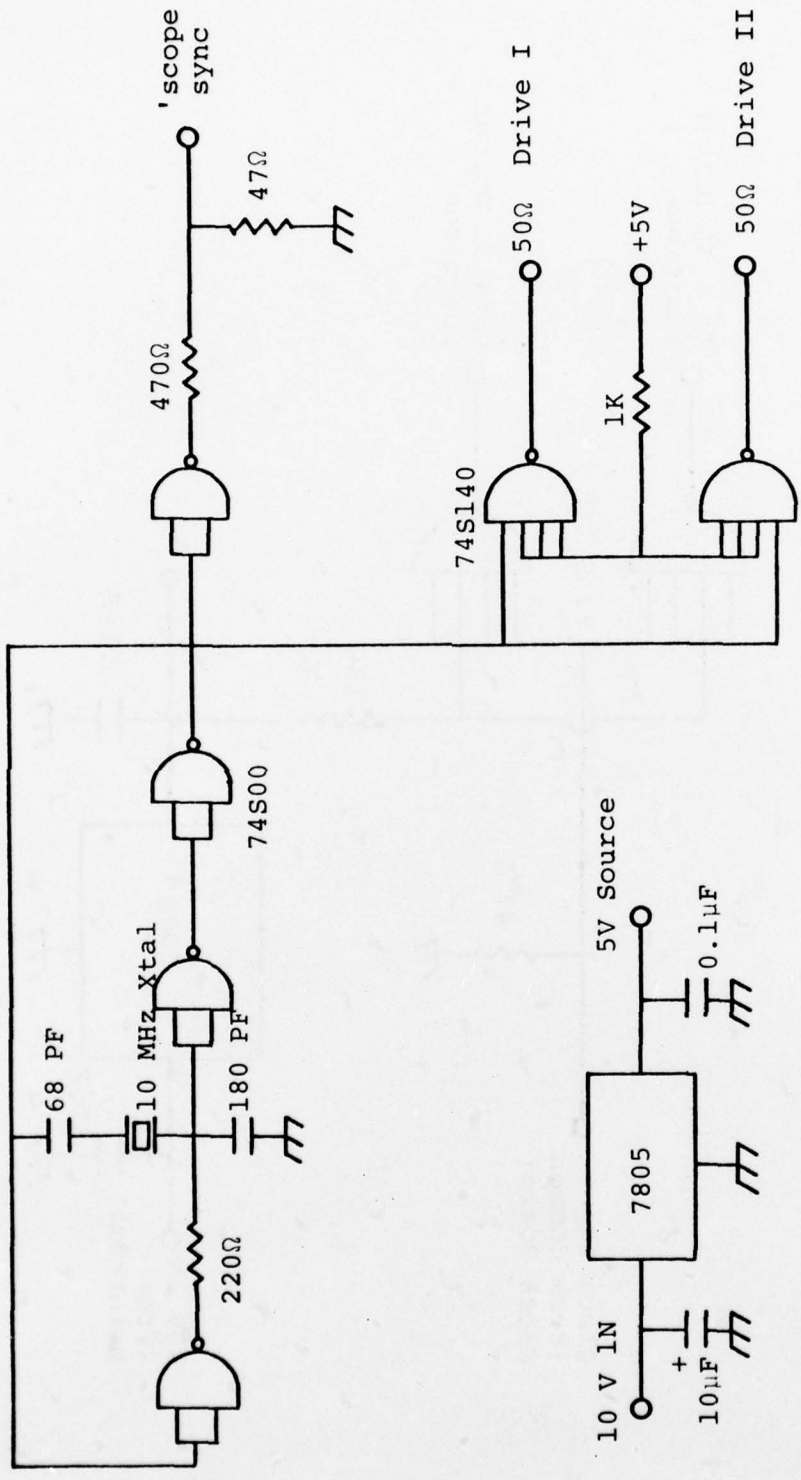 68 PF
10 MHz Xtal
180 PF
220Ω
74S00
470Ω
47Ω
'scope
sync
74S140
50Ω Drive I
1K
+5V
50Ω Drive II
10 V 1N
+
10μF
7805
5V Source
0.1μF